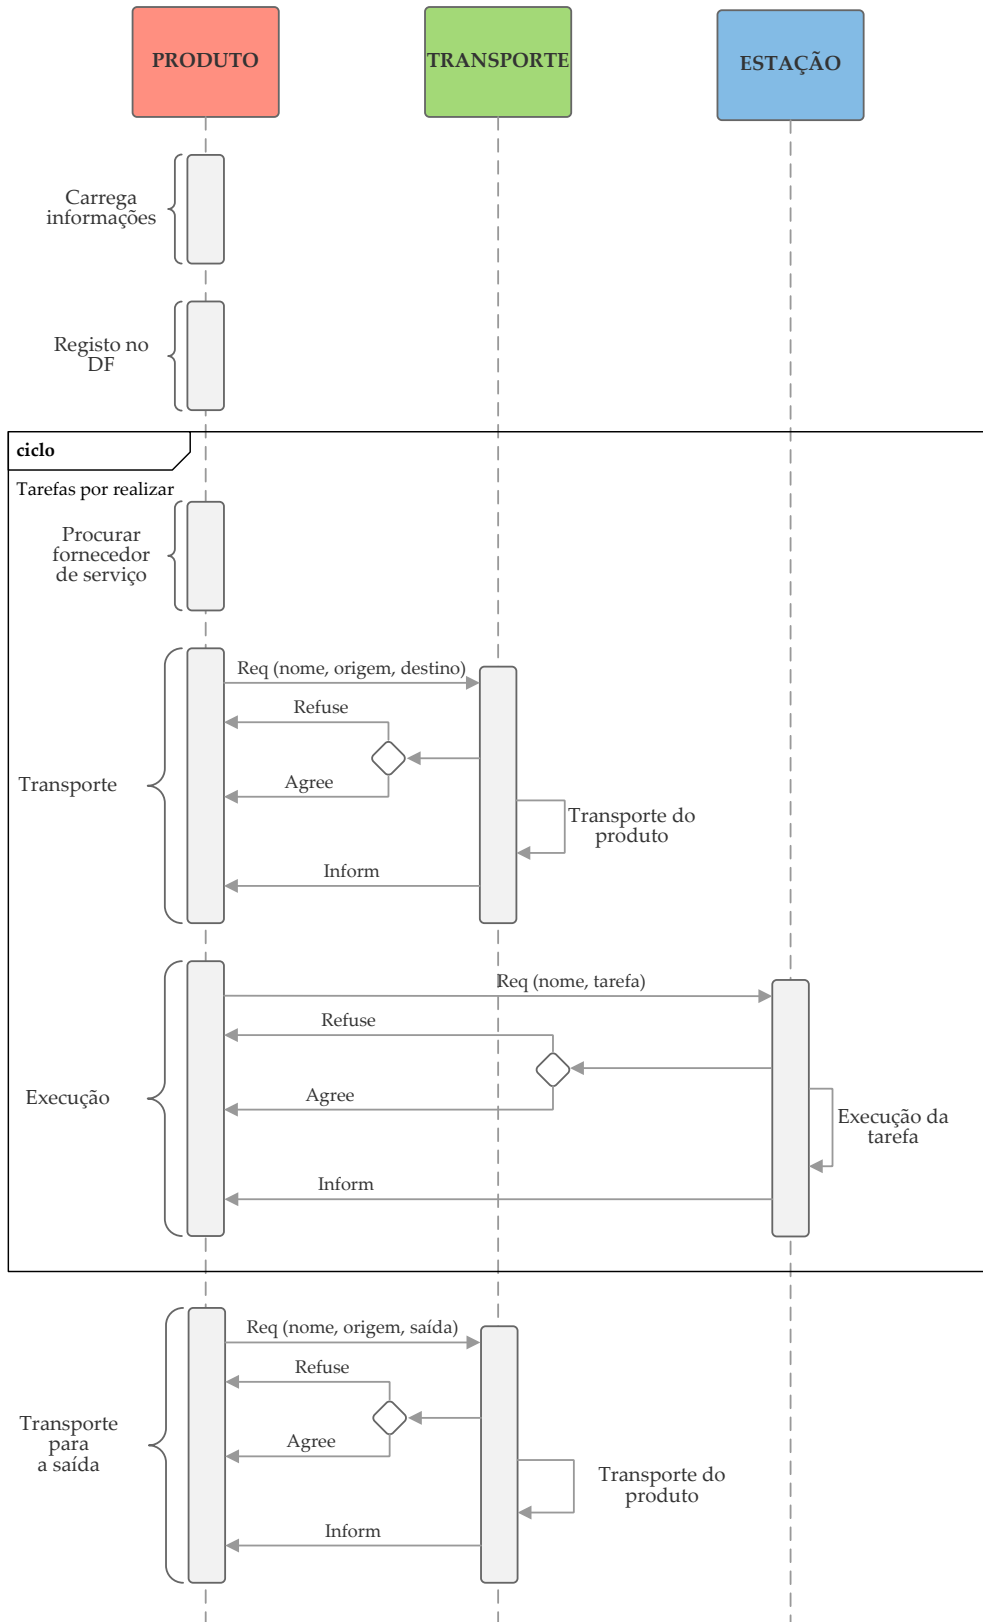 PRODUTO
TRANSPORTE
ESTAÇÃO
Carrega
informações
Registo no
DF
ciclo
Tarefas por realizar
Procurar
fornecedor
de serviço
Req (nome, origem, destino)
Refuse
Transporte
Agree
Transporte do
produto
Inform
Req (nome, tarefa)
Refuse
Execução
Agree
Execução da
tarefa
Inform
Req (nome, origem, saída)
Refuse
Transporte
para
a saída
Agree
Transporte do
produto
Inform